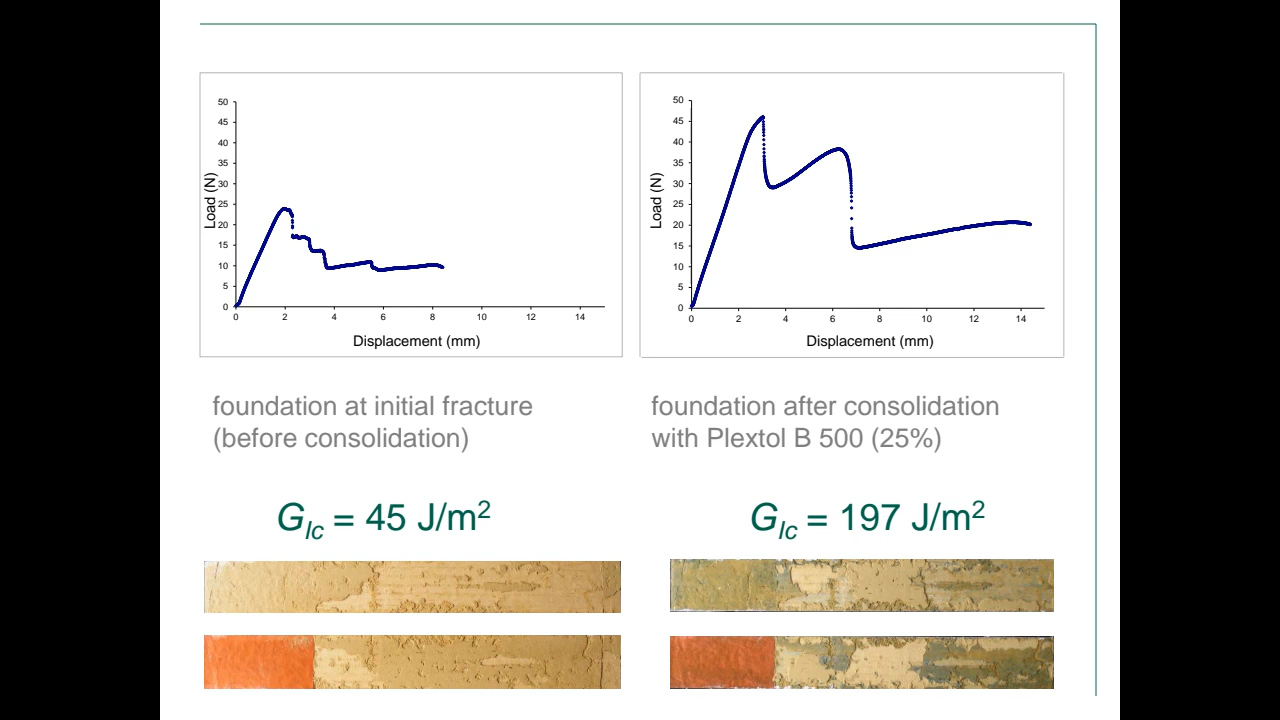 50
45
40
35
30
25
20
15
10
5
0
Load (N)
0 2 4 6 8 10 12 14
Displacement (mm)
50
45
40
35
30
25
20
15
10
5
0
Load (N)
0 2 4 6 8 10 12 14
Displacement (mm)
foundation at initial fracture
(before consolidation)
foundation after consolidation
with Plextol B 500 (25%)
G_Ic = 45 J/m²
G_Ic = 197 J/m²